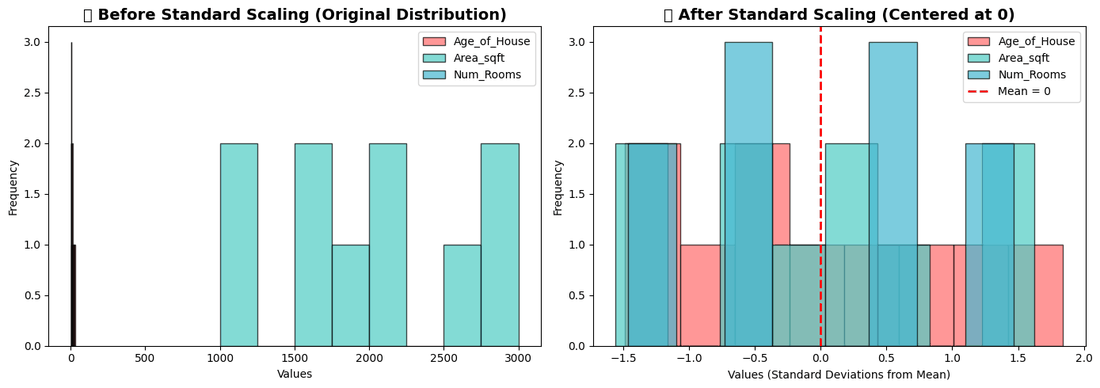 Before Standard Scaling (Original Distribution)
Frequency
3.0
2.5
2.0
1.5
1.0
0.5
0.0
Age_of_House
Area_sqft
Num_Rooms
0 500 1000 1500 2000 2500 3000
Values
After Standard Scaling (Centered at 0)
Frequency
3.0
2.5
2.0
1.5
1.0
0.5
0.0
Age_of_House
Area_sqft
Num_Rooms
Mean = 0
−1.5 −1.0 −0.5 0.0 0.5 1.0 1.5 2.0
Values (Standard Deviations from Mean)